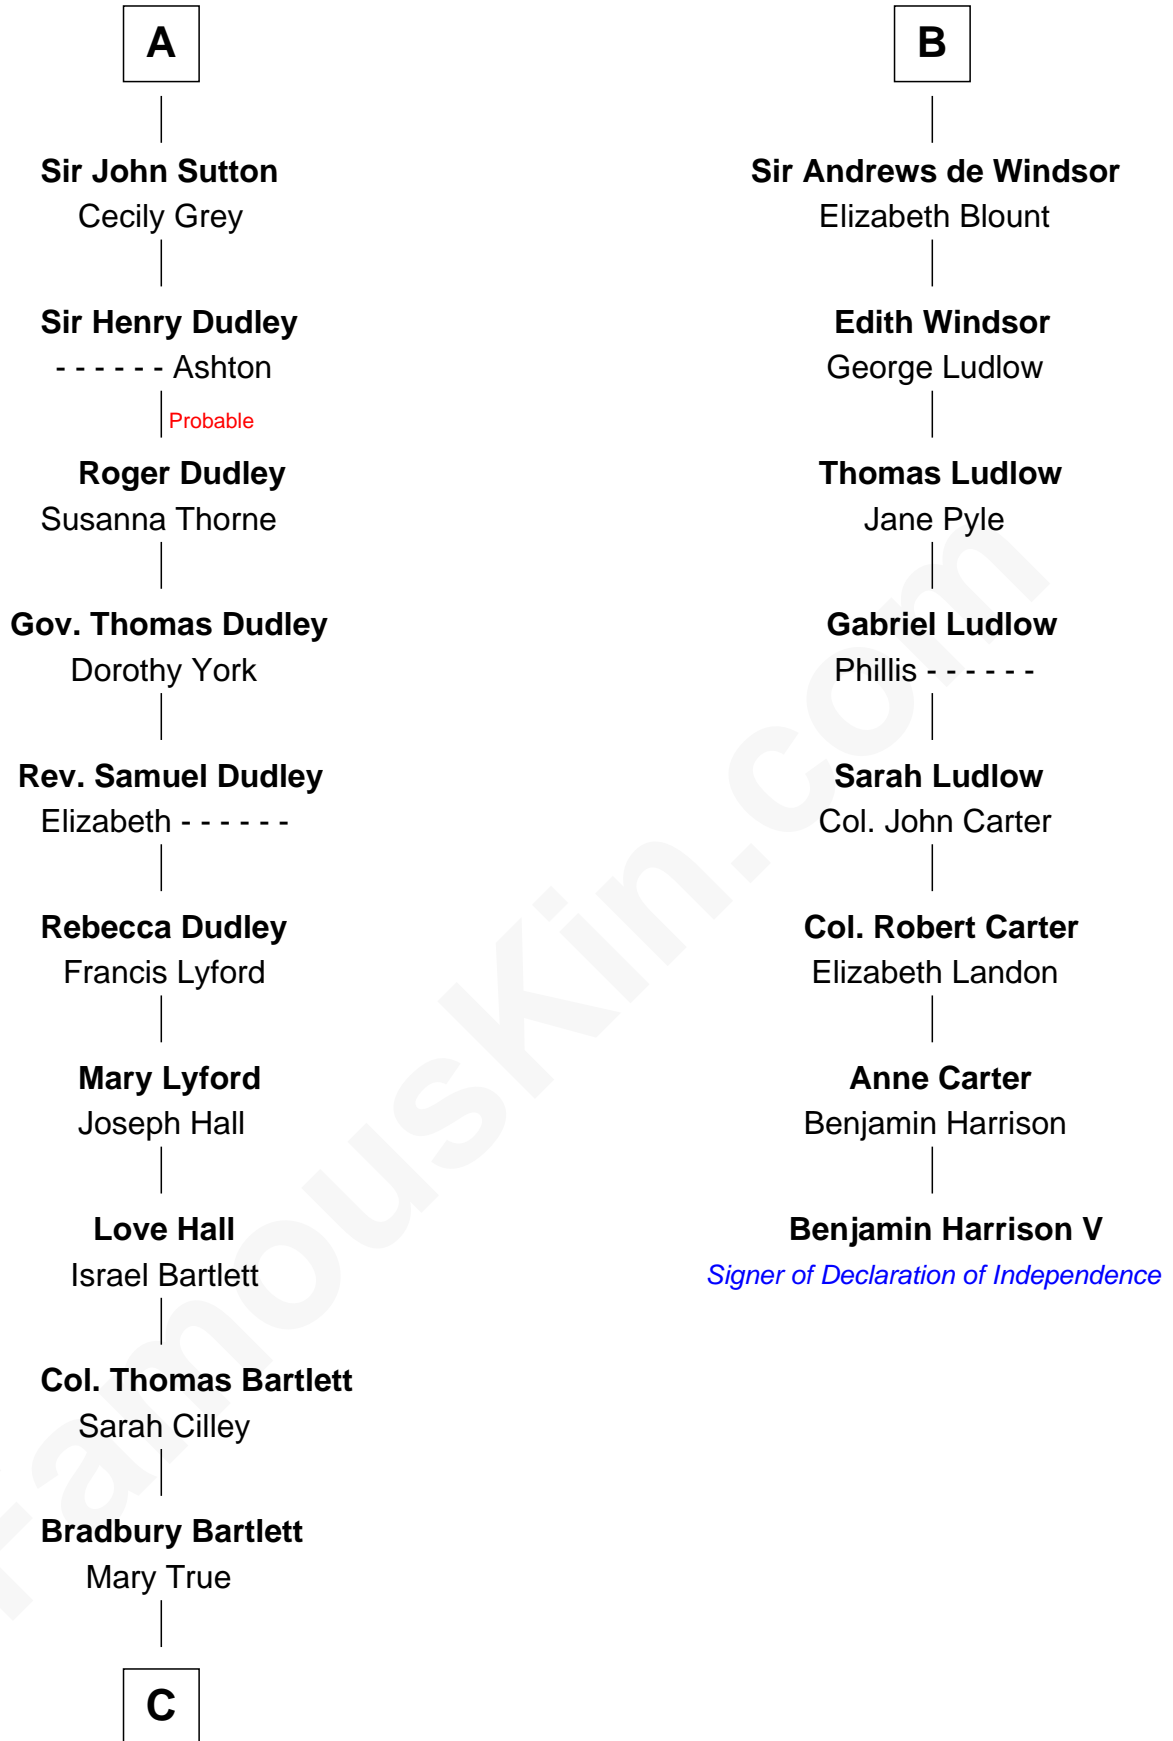 A
Sir John Sutton
Cecily Grey
Sir Henry Dudley
- - - - - - Ashton
Probable
Roger Dudley
Susanna Thorne
Gov. Thomas Dudley
Dorothy York
Rev. Samuel Dudley
Elizabeth - - - - - -
Rebecca Dudley
Francis Lyford
Mary Lyford
Joseph Hall
Love Hall
Israel Bartlett
Col. Thomas Bartlett
Sarah Cilley
Bradbury Bartlett
Mary True
C
B
Sir Andrews de Windsor
Elizabeth Blount
Edith Windsor
George Ludlow
Thomas Ludlow
Jane Pyle
Gabriel Ludlow
Phillis - - - - - -
Sarah Ludlow
Col. John Carter
Col. Robert Carter
Elizabeth Landon
Anne Carter
Benjamin Harrison
Benjamin Harrison V
Signer of Declaration of Independence
FamousKin.com